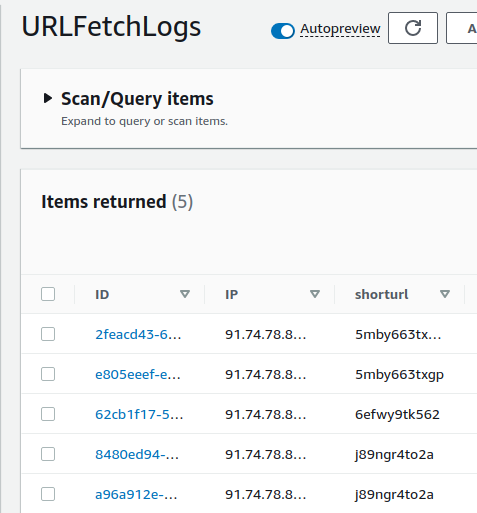 URLFetchLogs
Autopreview
A
Scan/Query items
Expand to query or scan items.
Items returned (5)
ID IP shorturl
2feacd43-6… 91.74.78.8… 5mby663tx…
e805eeef-e… 91.74.78.8… 5mby663txgp
62cb1f17-5… 91.74.78.8… 6efwy9tk562
8480ed94-… 91.74.78.8… j89ngr4to2a
a96a912e-… 91.74.78.8… j89ngr4to2a